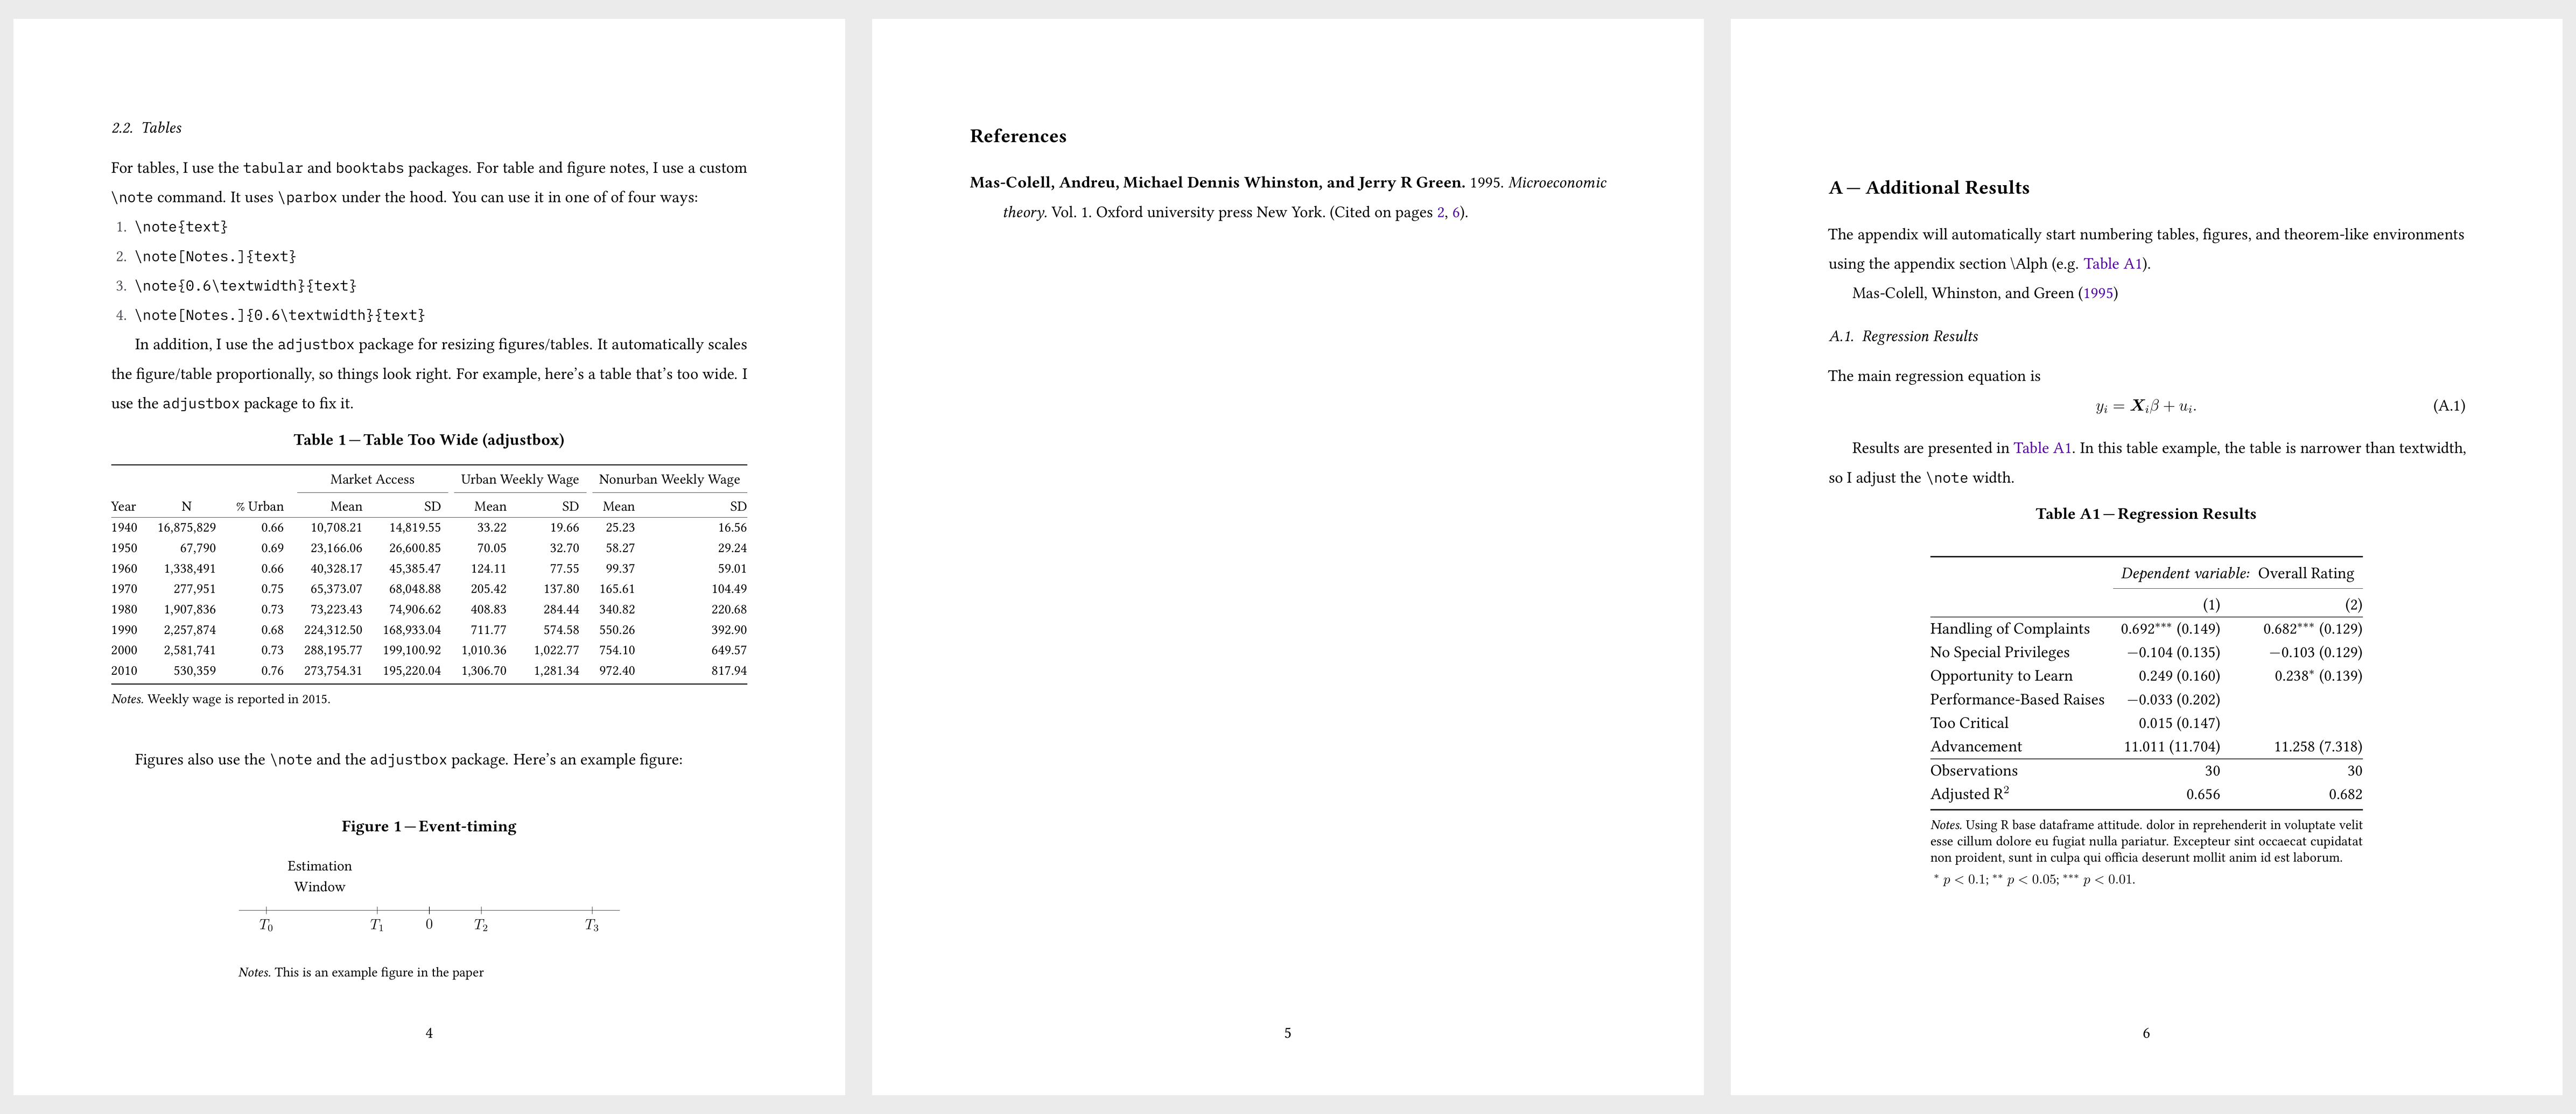 2.2. Tables
For tables, I use the tabular and booktabs packages. For table and figure notes, I use a custom
\note command. It uses \parbox under the hood. You can use it in one of of four ways:
1. \note{text}
2. \note[Notes.]{text}
3. \note{0.6\textwidth}{text}
4. \note[Notes.]{0.6\textwidth}{text}
In addition, I use the adjustbox package for resizing figures/tables. It automatically scales
the figure/table proportionally, so things look right. For example, here's a table that's too wide. I
use the adjustbox package to fix it.
Table 1—Table Too Wide (adjustbox)
Market Access Urban Weekly Wage Nonurban Weekly Wage
Year N % Urban Mean SD Mean SD Mean SD
1940 16,875,829 0.66 10,708.21 14,819.55 33.22 19.66 25.23 16.56
1950 67,790 0.69 23,166.06 26,600.85 70.05 32.70 58.27 29.24
1960 1,338,491 0.66 40,328.17 45,385.47 124.11 77.55 99.37 59.01
1970 277,951 0.75 65,373.07 68,048.88 205.42 137.80 165.61 104.49
1980 1,907,836 0.73 73,223.43 74,906.62 408.83 284.44 340.82 220.68
1990 2,257,874 0.68 224,312.50 168,933.04 711.77 574.58 550.26 392.90
2000 2,581,741 0.73 288,195.77 199,100.92 1,010.36 1,022.77 754.10 649.57
2010 530,359 0.76 273,754.31 195,220.04 1,306.70 1,281.34 972.40 817.94
Notes. Weekly wage is reported in 2015.
Figures also use the \note and the adjustbox package. Here's an example figure:
Figure 1—Event-timing
Estimation
Window
T₀ T₁ 0 T₂ T₃
Notes. This is an example figure in the paper
4
References
Mas-Colell, Andreu, Michael Dennis Whinston, and Jerry R Green. 1995. Microeconomic
theory. Vol. 1. Oxford university press New York. (Cited on pages 2, 6).
5
A — Additional Results
The appendix will automatically start numbering tables, figures, and theorem-like environments
using the appendix section \Alph (e.g. Table A1).
Mas-Colell, Whinston, and Green (1995)
A.1. Regression Results
The main regression equation is
yᵢ = Xᵢβ + uᵢ. (A.1)
Results are presented in Table A1. In this table example, the table is narrower than textwidth,
so I adjust the \note width.
Table A1—Regression Results
Dependent variable: Overall Rating
(1) (2)
Handling of Complaints 0.692*** (0.149) 0.682*** (0.129)
No Special Privileges −0.104 (0.135) −0.103 (0.129)
Opportunity to Learn 0.249 (0.160) 0.238* (0.139)
Performance-Based Raises −0.033 (0.202)
Too Critical 0.015 (0.147)
Advancement 11.011 (11.704) 11.258 (7.318)
Observations 30 30
Adjusted R² 0.656 0.682
Notes. Using R base dataframe attitude. dolor in reprehenderit in voluptate velit
esse cillum dolore eu fugiat nulla pariatur. Excepteur sint occaecat cupidatat
non proident, sunt in culpa qui officia deserunt mollit anim id est laborum.
* p < 0.1; ** p < 0.05; *** p < 0.01.
6